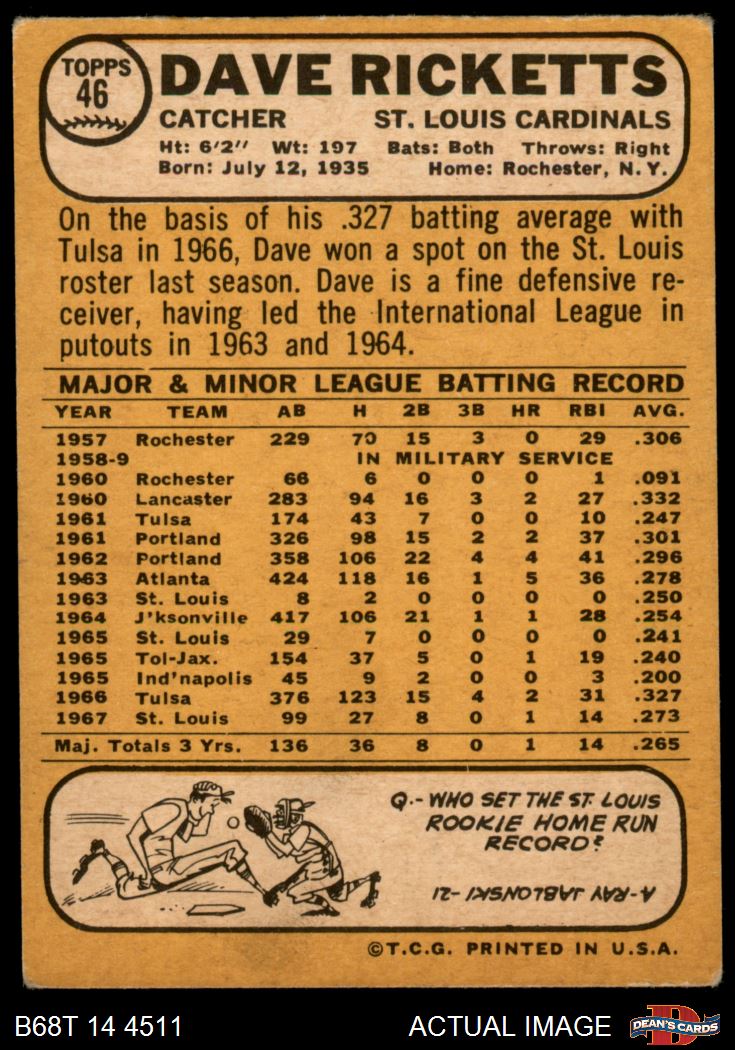 TOPPS
46
DAVE RICKETTS
CATCHER ST. LOUIS CARDINALS
Ht: 6'2" Wt: 197 Bats: Both Throws: Right
Born: July 12, 1935 Home: Rochester, N. Y.
On the basis of his .327 batting average with
Tulsa in 1966, Dave won a spot on the St. Louis
roster last season. Dave is a fine defensive re-
ceiver, having led the International League in
putouts in 1963 and 1964.
MAJOR & MINOR LEAGUE BATTING RECORD
YEAR TEAM AB H 2B 3B HR RBI AVG.
1957 Rochester 229 70 15 3 0 29 .306
1958-9 IN MILITARY SERVICE
1960 Rochester 66 6 0 0 0 1 .091
1960 Lancaster 283 94 16 3 2 27 .332
1961 Tulsa 174 43 7 0 0 10 .247
1961 Portland 326 98 15 2 2 37 .301
1962 Portland 358 106 22 4 4 41 .296
1963 Atlanta 424 118 16 1 5 36 .278
1963 St. Louis 8 2 0 0 0 0 .250
1964 J'ksonville 417 106 21 1 1 28 .254
1965 St. Louis 29 7 0 0 0 0 .241
1965 Tol-Jax. 154 37 5 0 1 19 .240
1965 Ind'napolis 45 9 2 0 0 3 .200
1966 Tulsa 376 123 15 4 2 31 .327
1967 St. Louis 99 27 8 0 1 14 .273
Maj. Totals 3 Yrs. 136 36 8 0 1 14 .265
Q.- WHO SET THE ST. LOUIS
ROOKIE HOME RUN
RECORD?
A-RAY JABLONSKI-21
©T.C.G. PRINTED IN U.S.A.
B68T 14 4511 ACTUAL IMAGE DEAN'S CARDS